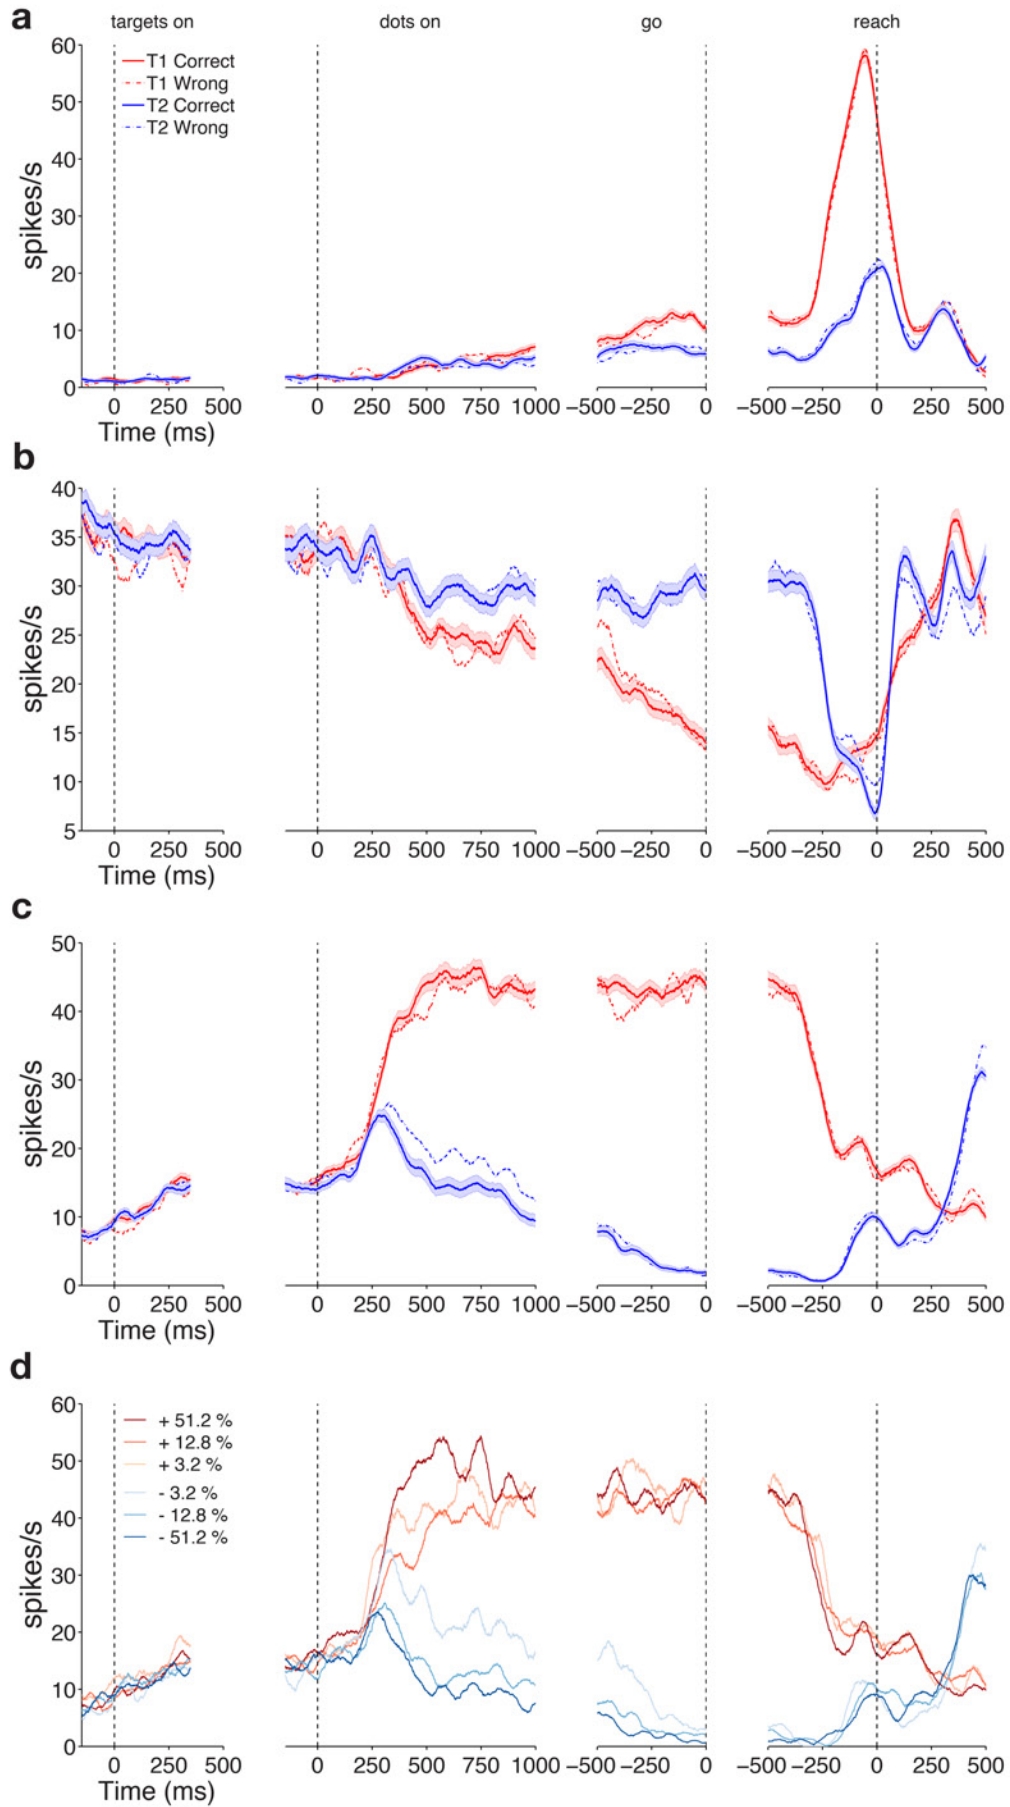 a
targets on
dots on
go
reach
60
50
40
30
20
10
0
spikes/s
T1 Correct
T1 Wrong
T2 Correct
T2 Wrong
0 250 500
0 250 500 750 1000
−500 −250 0
−500 −250 0 250 500
Time (ms)
b
40
35
30
25
20
15
10
5
spikes/s
0 250 500
0 250 500 750 1000
−500 −250 0
−500 −250 0 250 500
Time (ms)
c
50
40
30
20
10
0
spikes/s
0 250 500
0 250 500 750 1000
−500 −250 0
−500 −250 0 250 500
Time (ms)
d
60
50
40
30
20
10
0
spikes/s
+ 51.2 %
+ 12.8 %
+ 3.2 %
- 3.2 %
- 12.8 %
- 51.2 %
0 250 500
0 250 500 750 1000
−500 −250 0
−500 −250 0 250 500
Time (ms)